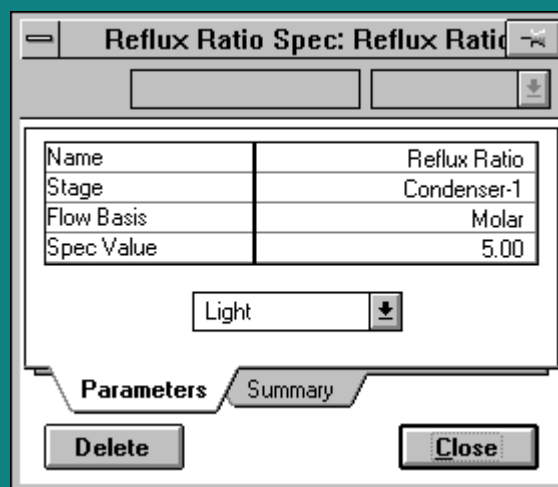 Reflux Ratio Spec: Reflux Ratio
Name Reflux Ratio
Stage Condenser-1
Flow Basis Molar
Spec Value 5.00
Light
Parameters Summary
Delete Close